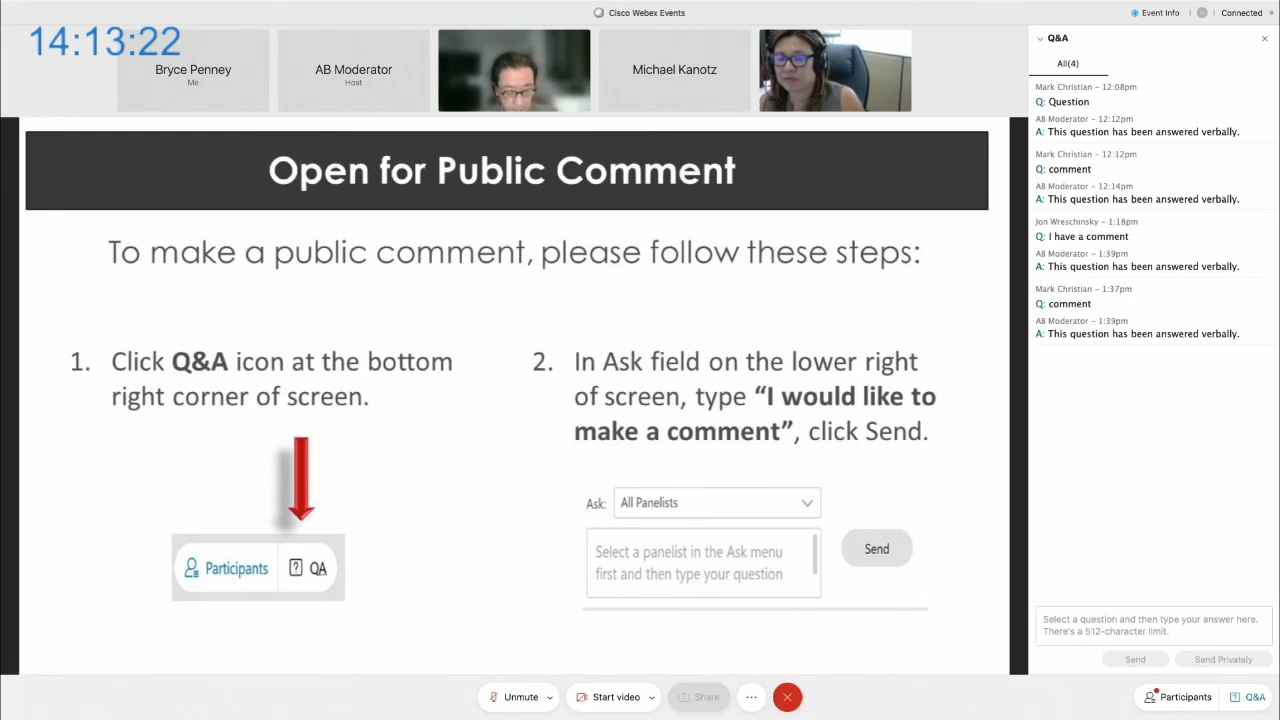 Cisco Webex Events
Event Info
Connected
14:13:22
Bryce Penney
Me
AB Moderator
Host
Michael Kanotz
Open for Public Comment
To make a public comment, please follow these steps:
1. Click Q&A icon at the bottom
right corner of screen.
Participants
QA
2. In Ask field on the lower right
of screen, type “I would like to
make a comment”, click Send.
Ask:
All Panelists
Select a panelist in the Ask menu
first and then type your question
Send
Q&A
All(4)
Mark Christian – 12:08pm
Q: Question
AB Moderator – 12:12pm
A: This question has been answered verbally.
Mark Christian – 12:12pm
Q: comment
AB Moderator – 12:14pm
A: This question has been answered verbally.
Jon Wreschinsky – 1:18pm
Q: I have a comment
AB Moderator – 1:39pm
A: This question has been answered verbally.
Mark Christian – 1:37pm
Q: comment
AB Moderator – 1:39pm
A: This question has been answered verbally.
Select a question and then type your answer here.
There's a 512-character limit.
Send
Send Privately
Unmute
Start video
Share
Participants
Q&A